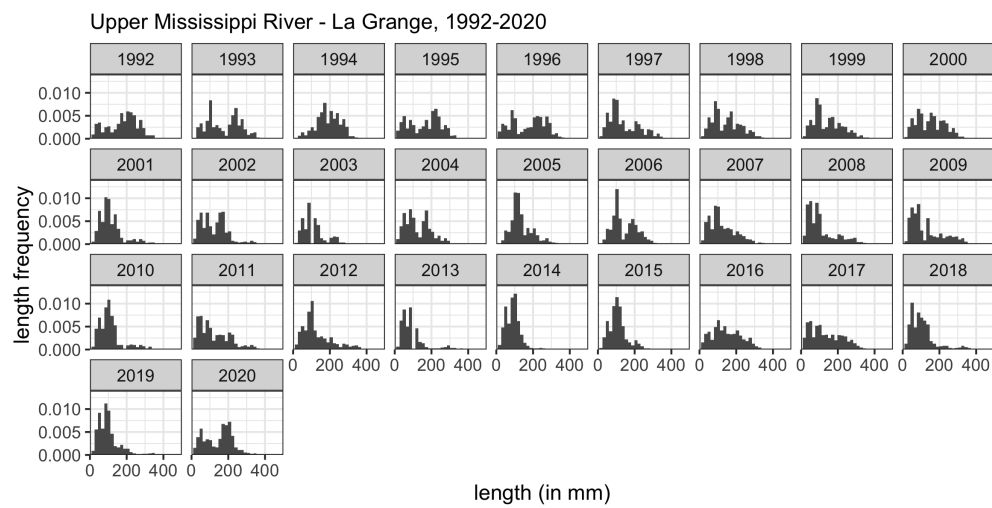 Upper Mississippi River - La Grange, 1992-2020
1992 1993 1994 1995 1996 1997 1998 1999 2000
0.010
0.005
0.000
2001 2002 2003 2004 2005 2006 2007 2008 2009
0.010
0.005
0.000
length frequency
2010 2011 2012 2013 2014 2015 2016 2017 2018
0.010
0.005
0.000
0 200 400 0 200 400 0 200 400 0 200 400 0 200 400 0 200 400 0 200 400
2019 2020
0.010
0.005
0.000
0 200 400 0 200 400
length (in mm)